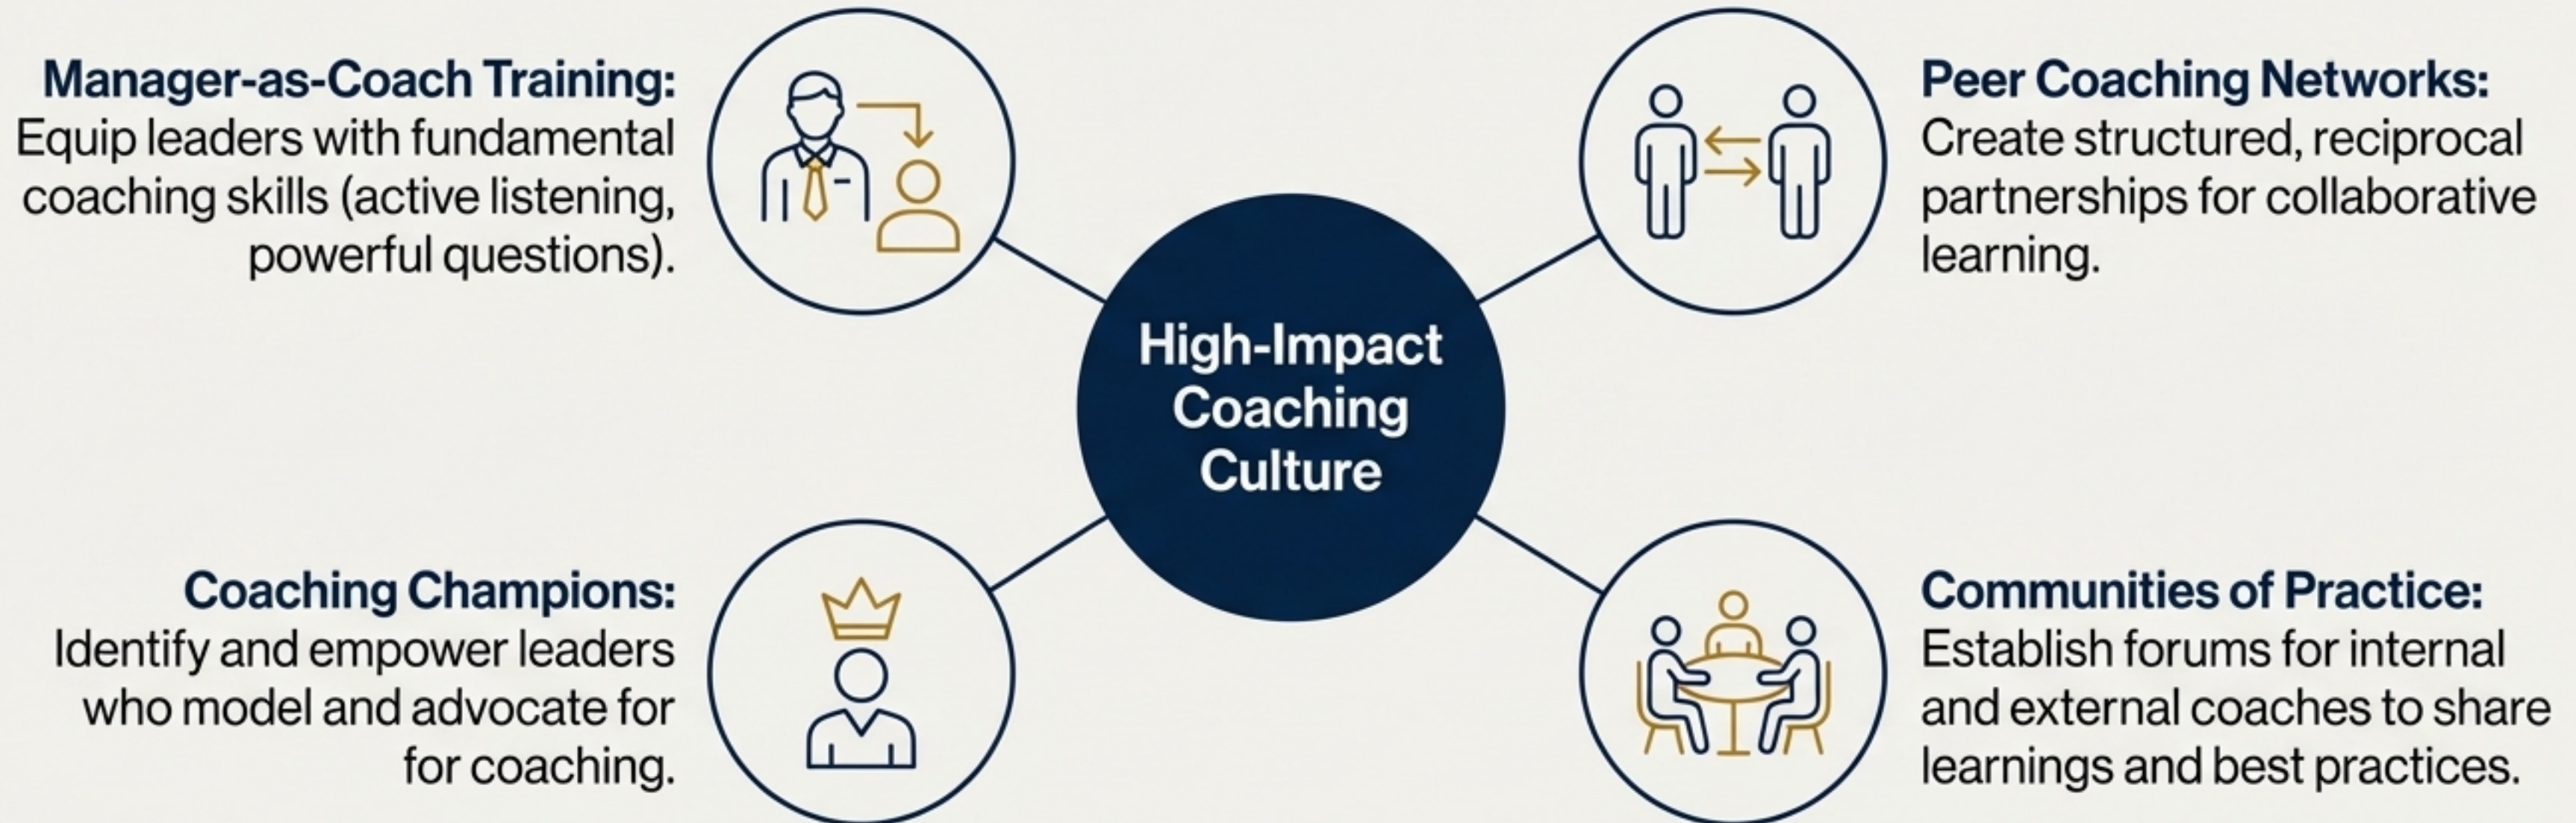 Manager-as-Coach Training:
Equip leaders with fundamental
coaching skills (active listening,
powerful questions).
Peer Coaching Networks:
Create structured, reciprocal
partnerships for collaborative
learning.
High-Impact
Coaching
Culture
Coaching Champions:
Identify and empower leaders
who model and advocate for
for coaching.
Communities of Practice:
Establish forums for internal
and external coaches to share
learnings and best practices.